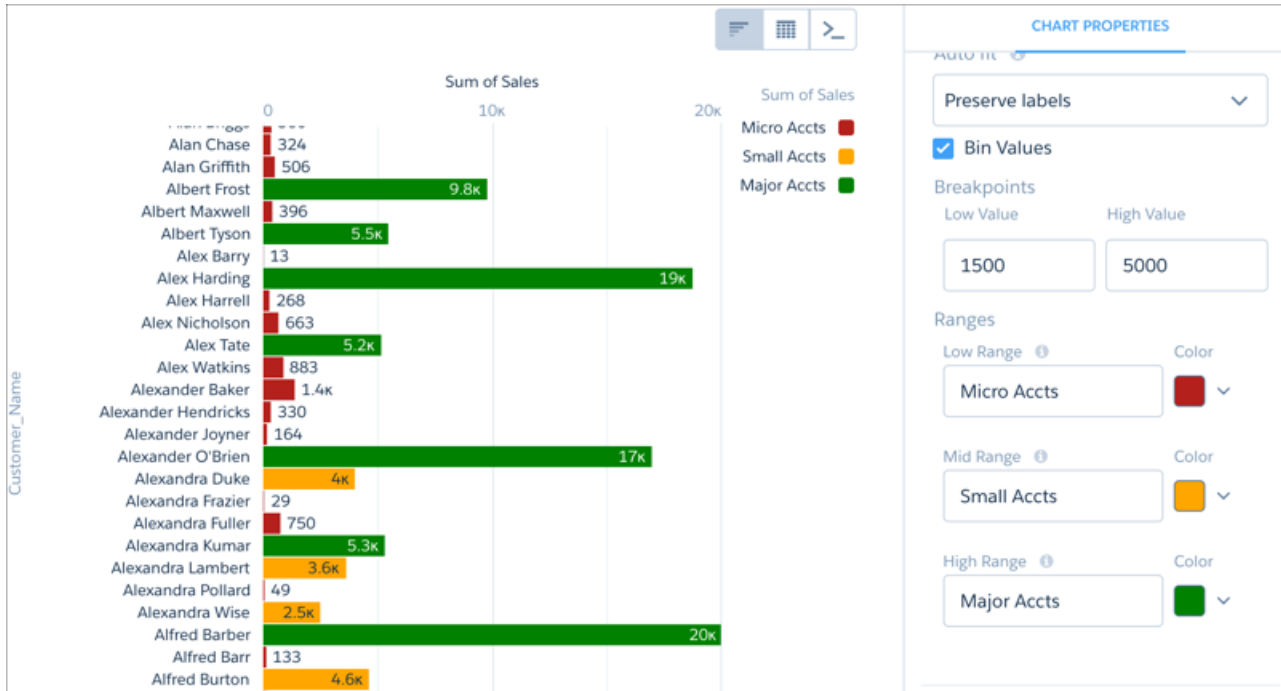 CHART PROPERTIES
Auto fit
Preserve labels
Bin Values
Breakpoints
Low Value High Value
1500 5000
Ranges
Low Range Color
Micro Accts
Mid Range Color
Small Accts
High Range Color
Major Accts
Sum of Sales
0 10K 20K
Sum of Sales
Micro Accts
Small Accts
Major Accts
Customer_Name
Alan Chase 324
Alan Griffith 506
Albert Frost 9.8K
Albert Maxwell 396
Albert Tyson 5.5K
Alex Barry 13
Alex Harding 19K
Alex Harrell 268
Alex Nicholson 663
Alex Tate 5.2K
Alex Watkins 883
Alexander Baker 1.4K
Alexander Hendricks 330
Alexander Joyner 164
Alexander O'Brien 17K
Alexandra Duke 4K
Alexandra Frazier 29
Alexandra Fuller 750
Alexandra Kumar 5.3K
Alexandra Lambert 3.6K
Alexandra Pollard 49
Alexandra Wise 2.5K
Alfred Barber 20K
Alfred Barr 133
Alfred Burton 4.6K